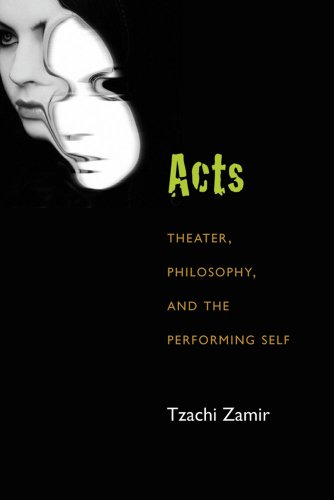 Acts
THEATER,
PHILOSOPHY,
AND THE
PERFORMING SELF
Tzachi Zamir